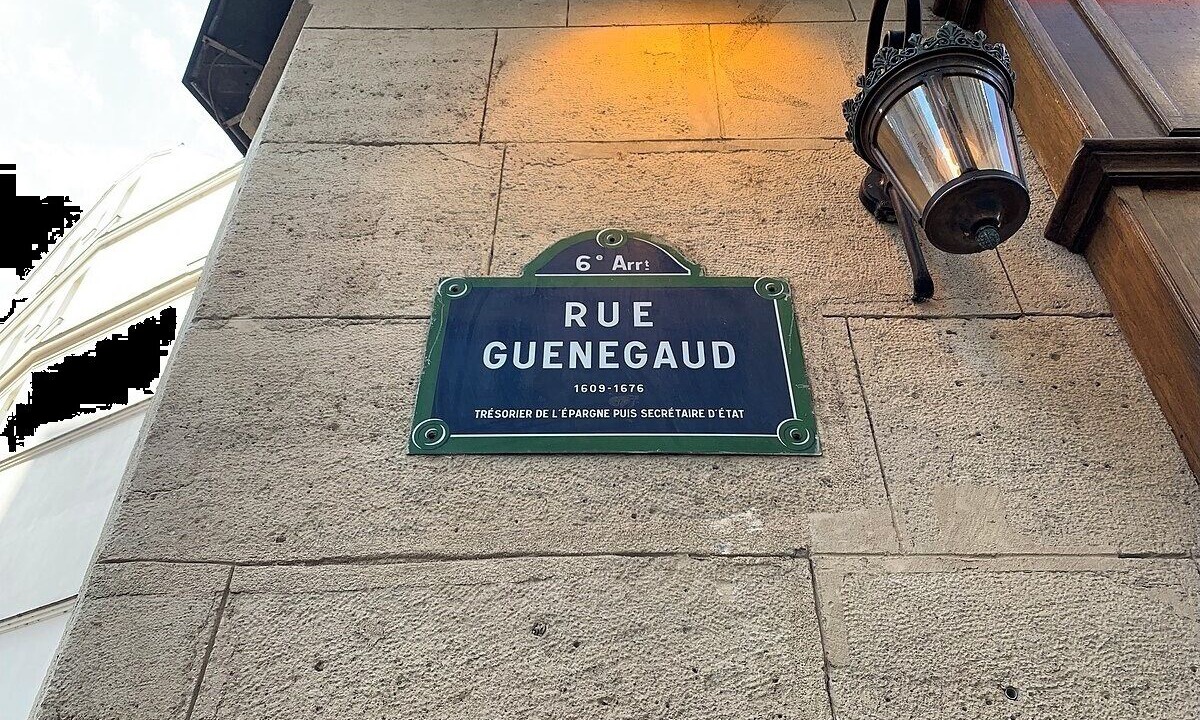 6e Arrt
RUE
GUENEGAUD
1609-1676
TRÉSORIER DE L'ÉPARGNE PUIS SECRÉTAIRE D'ÉTAT